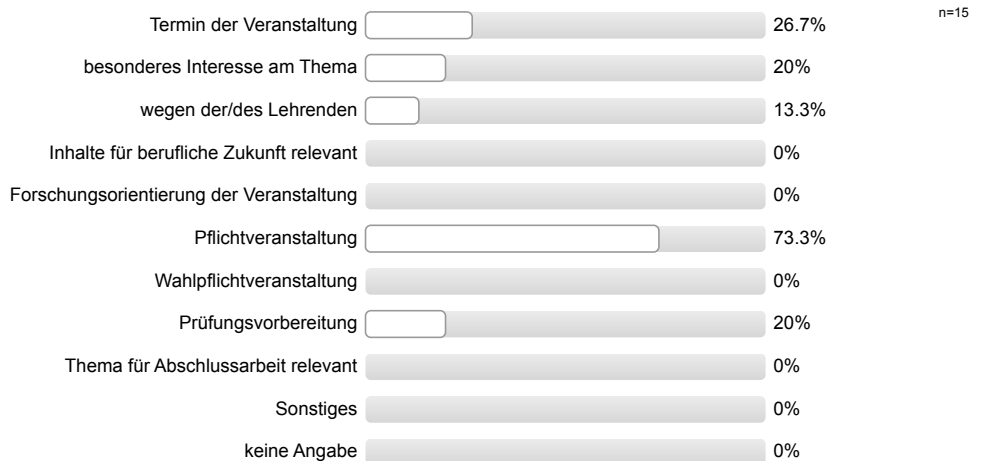 Termin der Veranstaltung 26.7% n=15
besonderes Interesse am Thema 20%
wegen der/des Lehrenden 13.3%
Inhalte für berufliche Zukunft relevant 0%
Forschungsorientierung der Veranstaltung 0%
Pflichtveranstaltung 73.3%
Wahlpflichtveranstaltung 0%
Prüfungsvorbereitung 20%
Thema für Abschlussarbeit relevant 0%
Sonstiges 0%
keine Angabe 0%